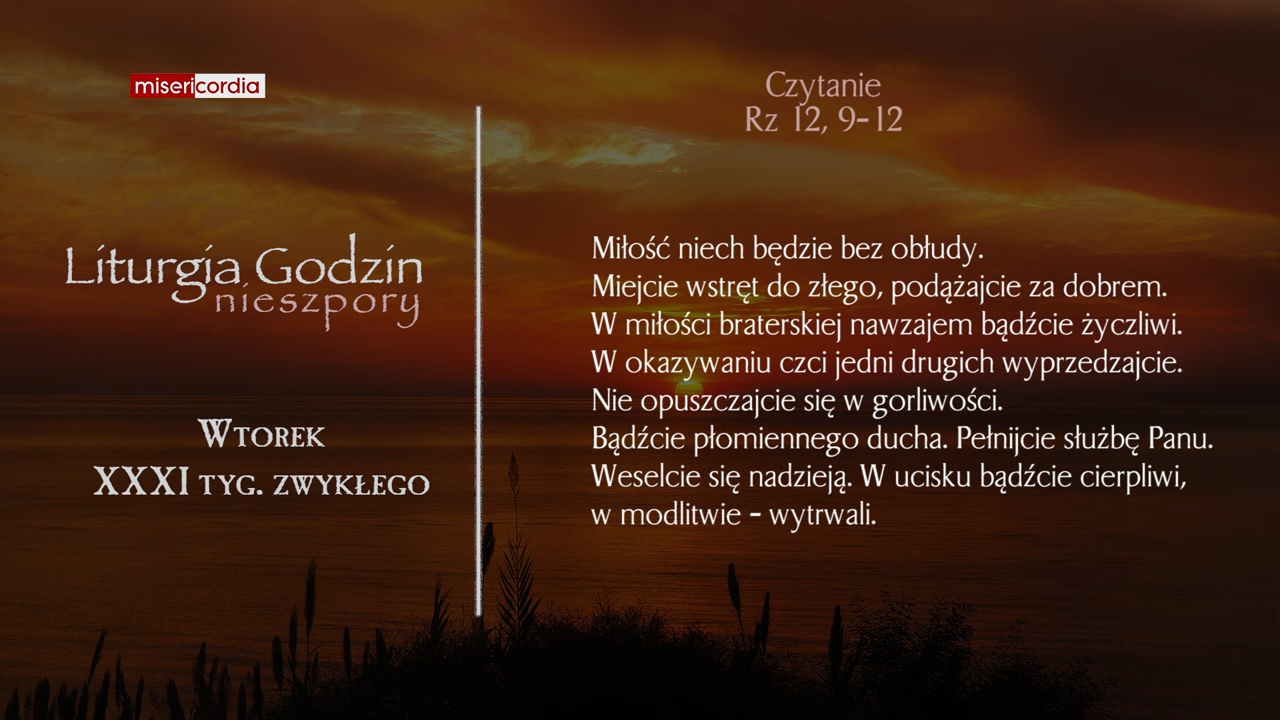 misericordia
Liturgia Godzin
nieszpory
Wtorek
XXXI tyg. zwykłego
Czytanie
Rz 12, 9-12
Miłość niech będzie bez obłudy.
Miejcie wstręt do złego, podążajcie za dobrem.
W miłości braterskiej nawzajem bądźcie życzliwi.
W okazywaniu czci jedni drugich wyprzedzajcie.
Nie opuszczajcie się w gorliwości.
Bądźcie płomiennego ducha. Pełnijcie służbę Panu.
Weselcie się nadzieją. W ucisku bądźcie cierpliwi,
w modlitwie - wytrwali.